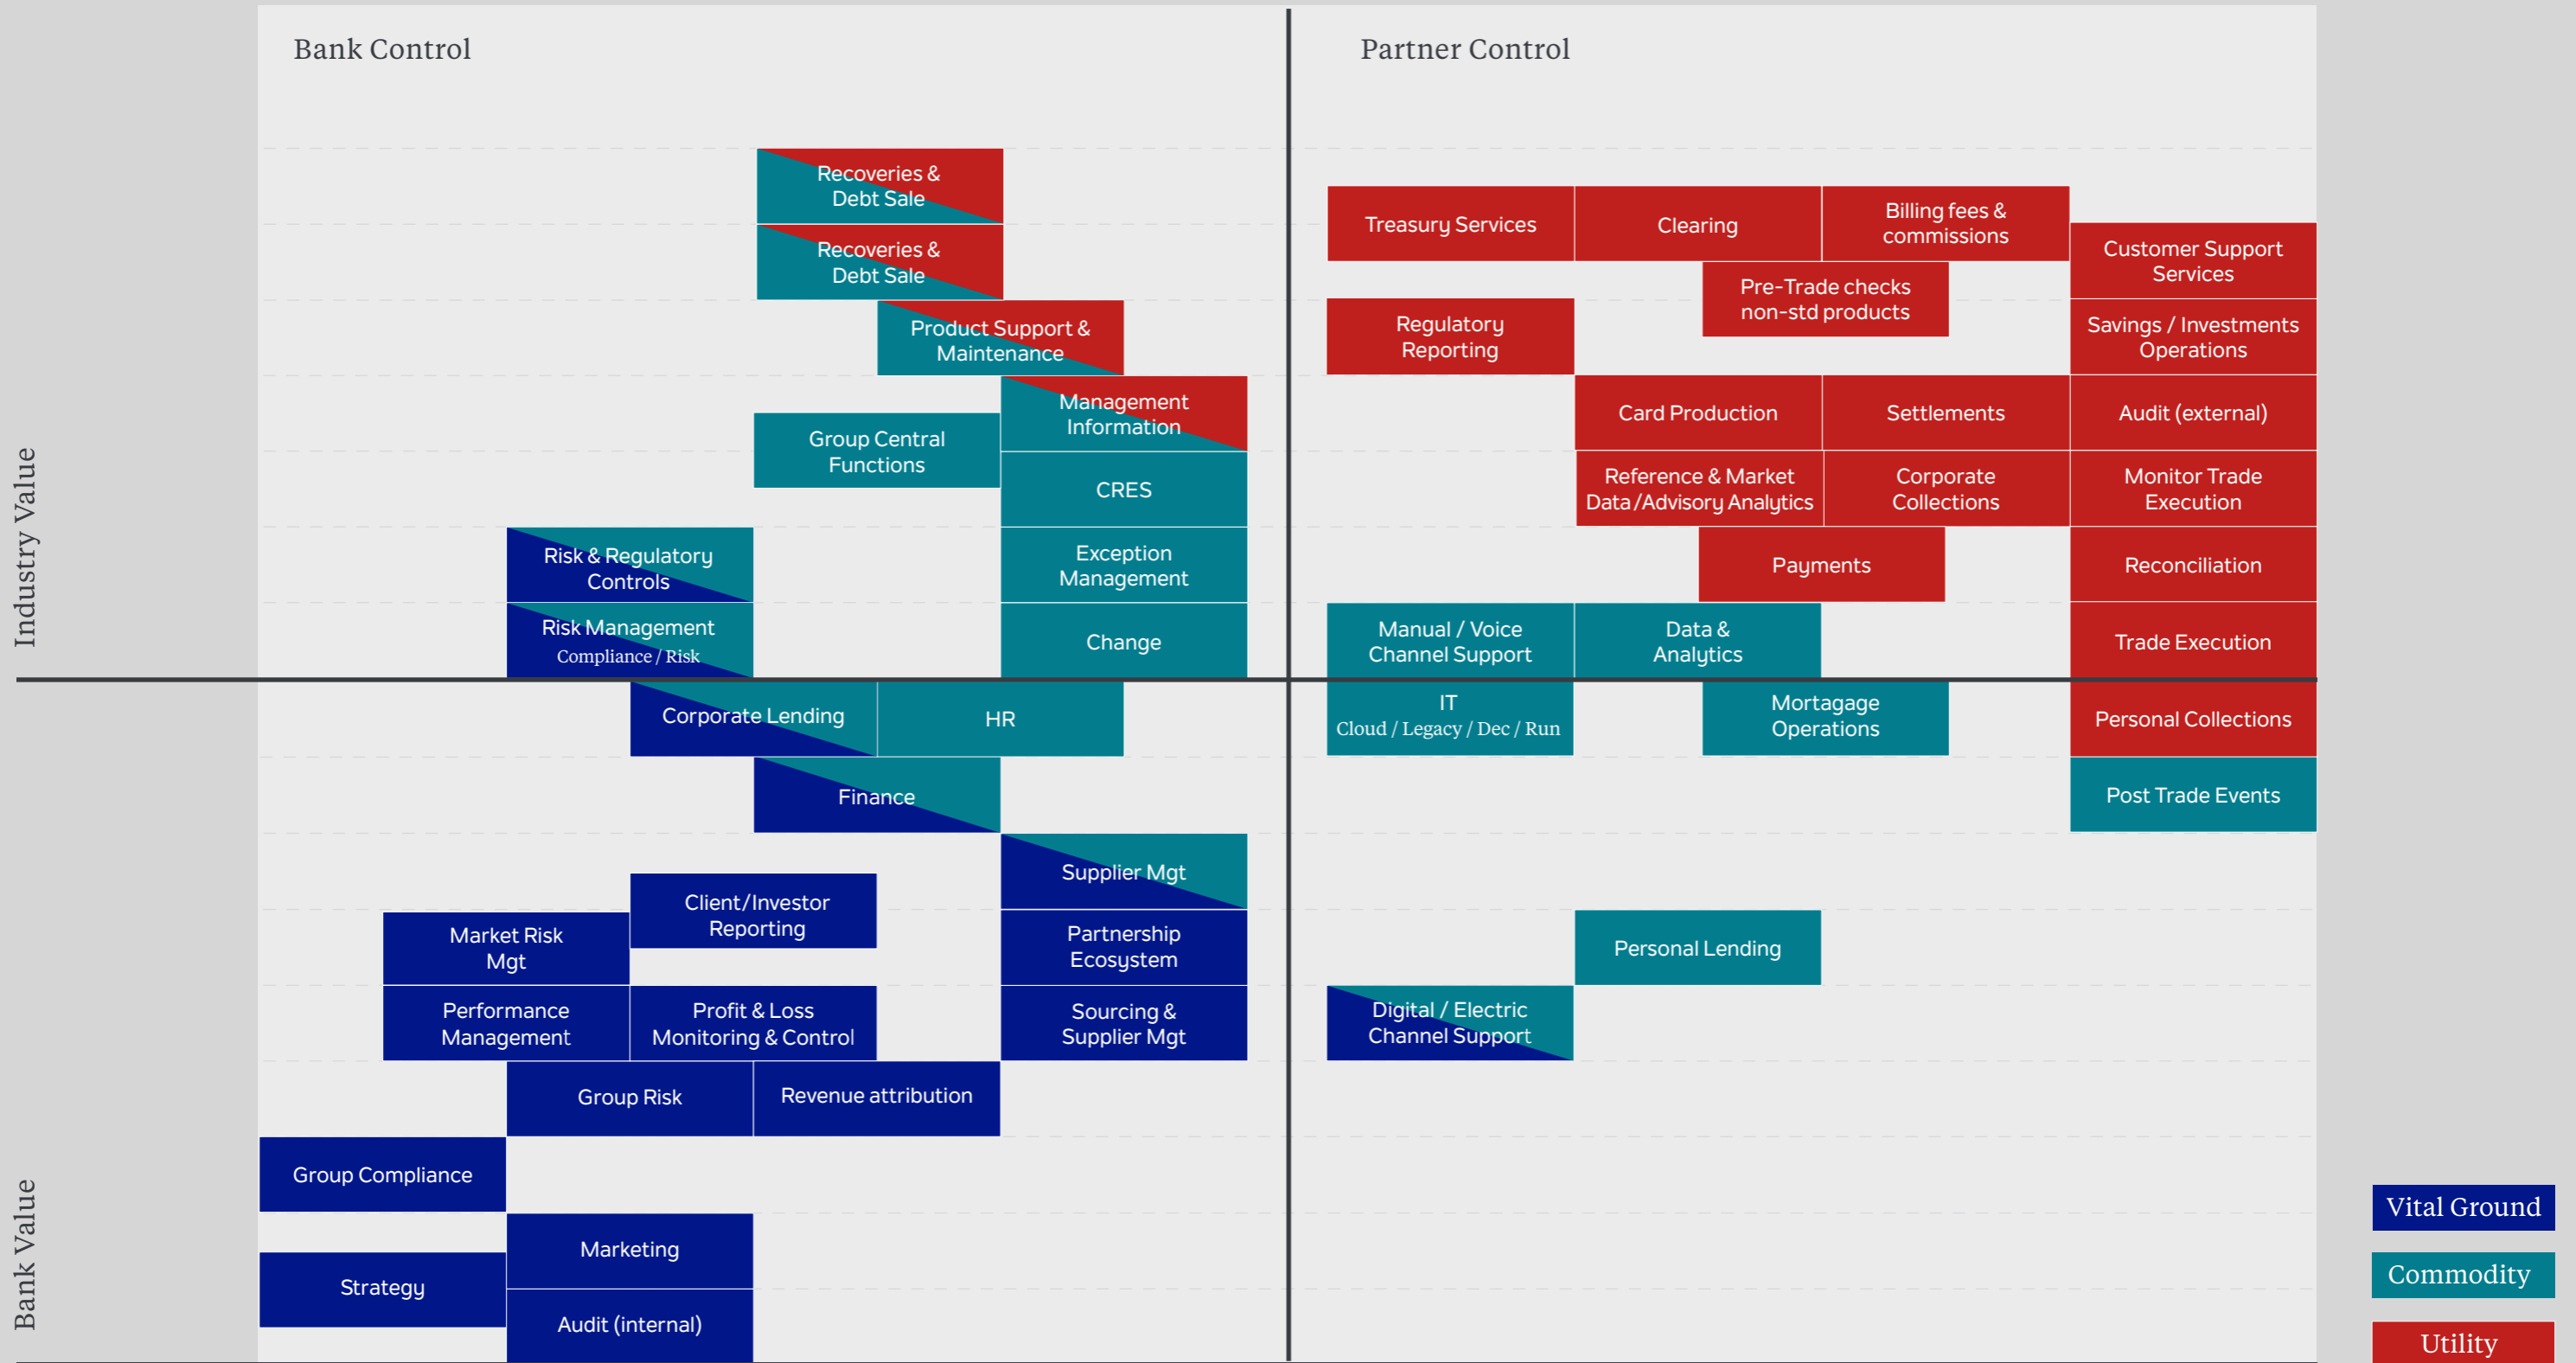 Bank Control
Partner Control
Industry Value
Bank Value
Recoveries &
Debt Sale
Recoveries &
Debt Sale
Product Support &
Maintenance
Management
Information
Group Central
Functions
CRES
Risk & Regulatory
Controls
Exception
Management
Risk Management
Compliance / Risk
Change
Treasury Services
Clearing
Billing fees &
commissions
Customer Support
Services
Pre-Trade checks
non-std products
Regulatory
Reporting
Savings / Investments
Operations
Card Production
Settlements
Audit (external)
Reference & Market
Data /Advisory Analytics
Corporate
Collections
Monitor Trade
Execution
Payments
Reconciliation
Manual / Voice
Channel Support
Data &
Analytics
Trade Execution
Corporate Lending
HR
Finance
Supplier Mgt
Client/Investor
Reporting
Market Risk
Mgt
Partnership
Ecosystem
Performance
Management
Profit & Loss
Monitoring & Control
Sourcing &
Supplier Mgt
Group Risk
Revenue attribution
Group Compliance
Marketing
Strategy
Audit (internal)
IT
Cloud / Legacy / Dec / Run
Mortagage
Operations
Personal Collections
Post Trade Events
Personal Lending
Digital / Electric
Channel Support
Vital Ground
Commodity
Utility